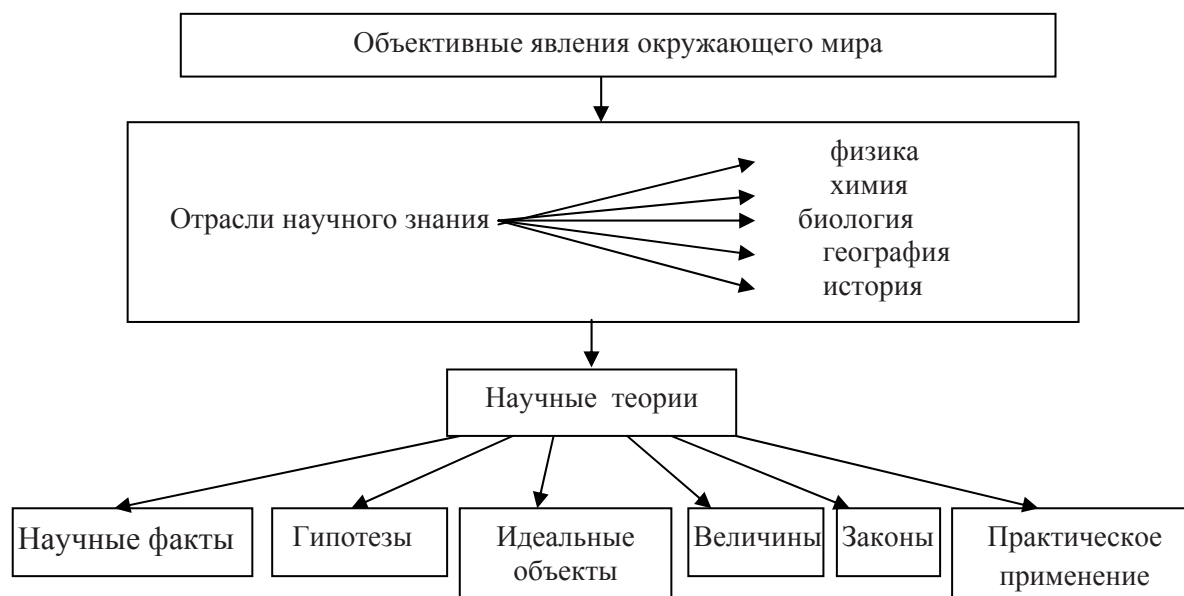 Объективные явления окружающего мира
физика
химия
Отрасли научного знания
биология
география
история
Научные теории
Научные факты
Гипотезы
Идеальные
объекты
Величины
Законы
Практическое
применение